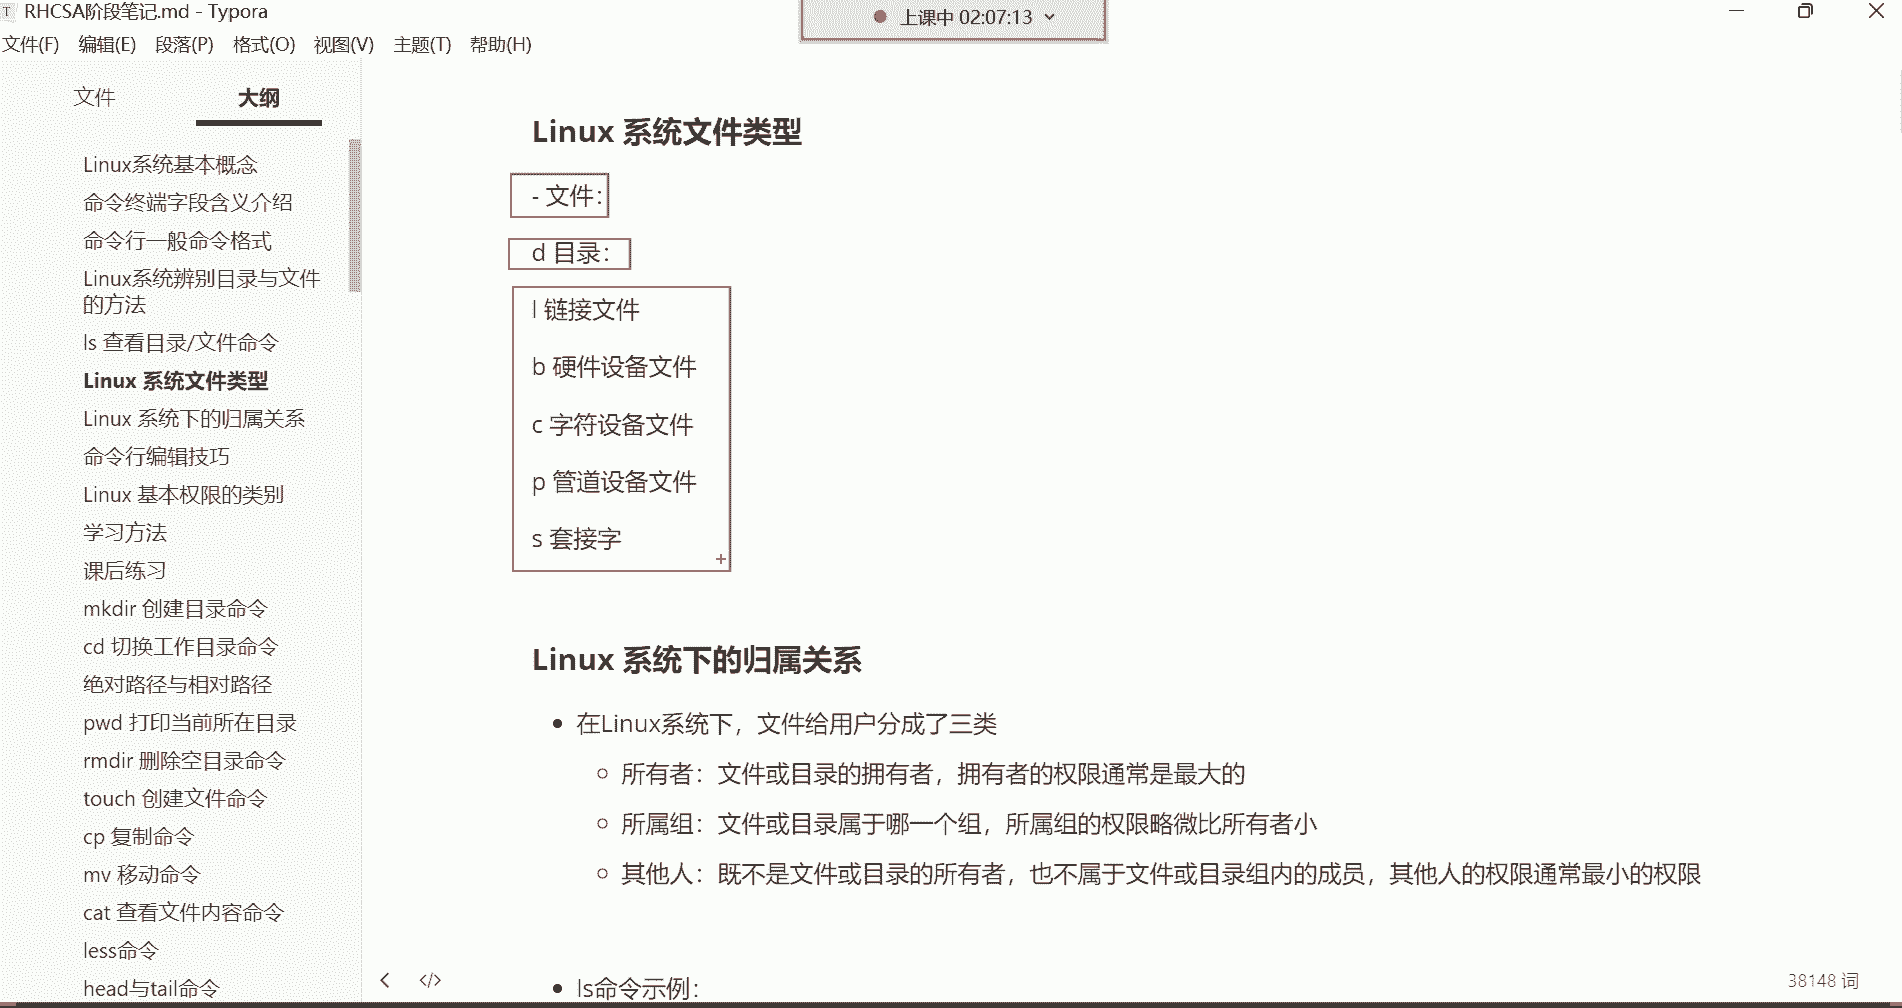 RHCSA阶段笔记.md - Typora
上课中 02:07:13
文件(F) 编辑(E) 段落(P) 格式(O) 视图(V) 主题(T) 帮助(H)
文件 大纲
Linux系统基本概念
命令终端字段含义介绍
命令行一般命令格式
Linux系统辨别目录与文件
的方法
ls 查看目录/文件命令
Linux 系统文件类型
Linux 系统下的归属关系
命令行编辑技巧
Linux 基本权限的类别
学习方法
课后练习
mkdir 创建目录命令
cd 切换工作目录命令
绝对路径与相对路径
pwd 打印当前所在目录
rmdir 删除空目录命令
touch 创建文件命令
cp 复制命令
mv 移动命令
cat 查看文件内容命令
less命令
head与tail命令
Linux 系统文件类型
- 文件：
d 目录：
l 链接文件
b 硬件设备文件
c 字符设备文件
p 管道设备文件
s 套接字
Linux 系统下的归属关系
• 在Linux系统下，文件给用户分成了三类
○ 所有者：文件或目录的拥有者，拥有者的权限通常是最大的
○ 所属组：文件或目录属于哪一个组，所属组的权限略微比所有者小
○ 其他人：既不是文件或目录的所有者，也不属于文件或目录组内的成员，其他人的权限通常最小的权限
• ls命令示例：
38148 词